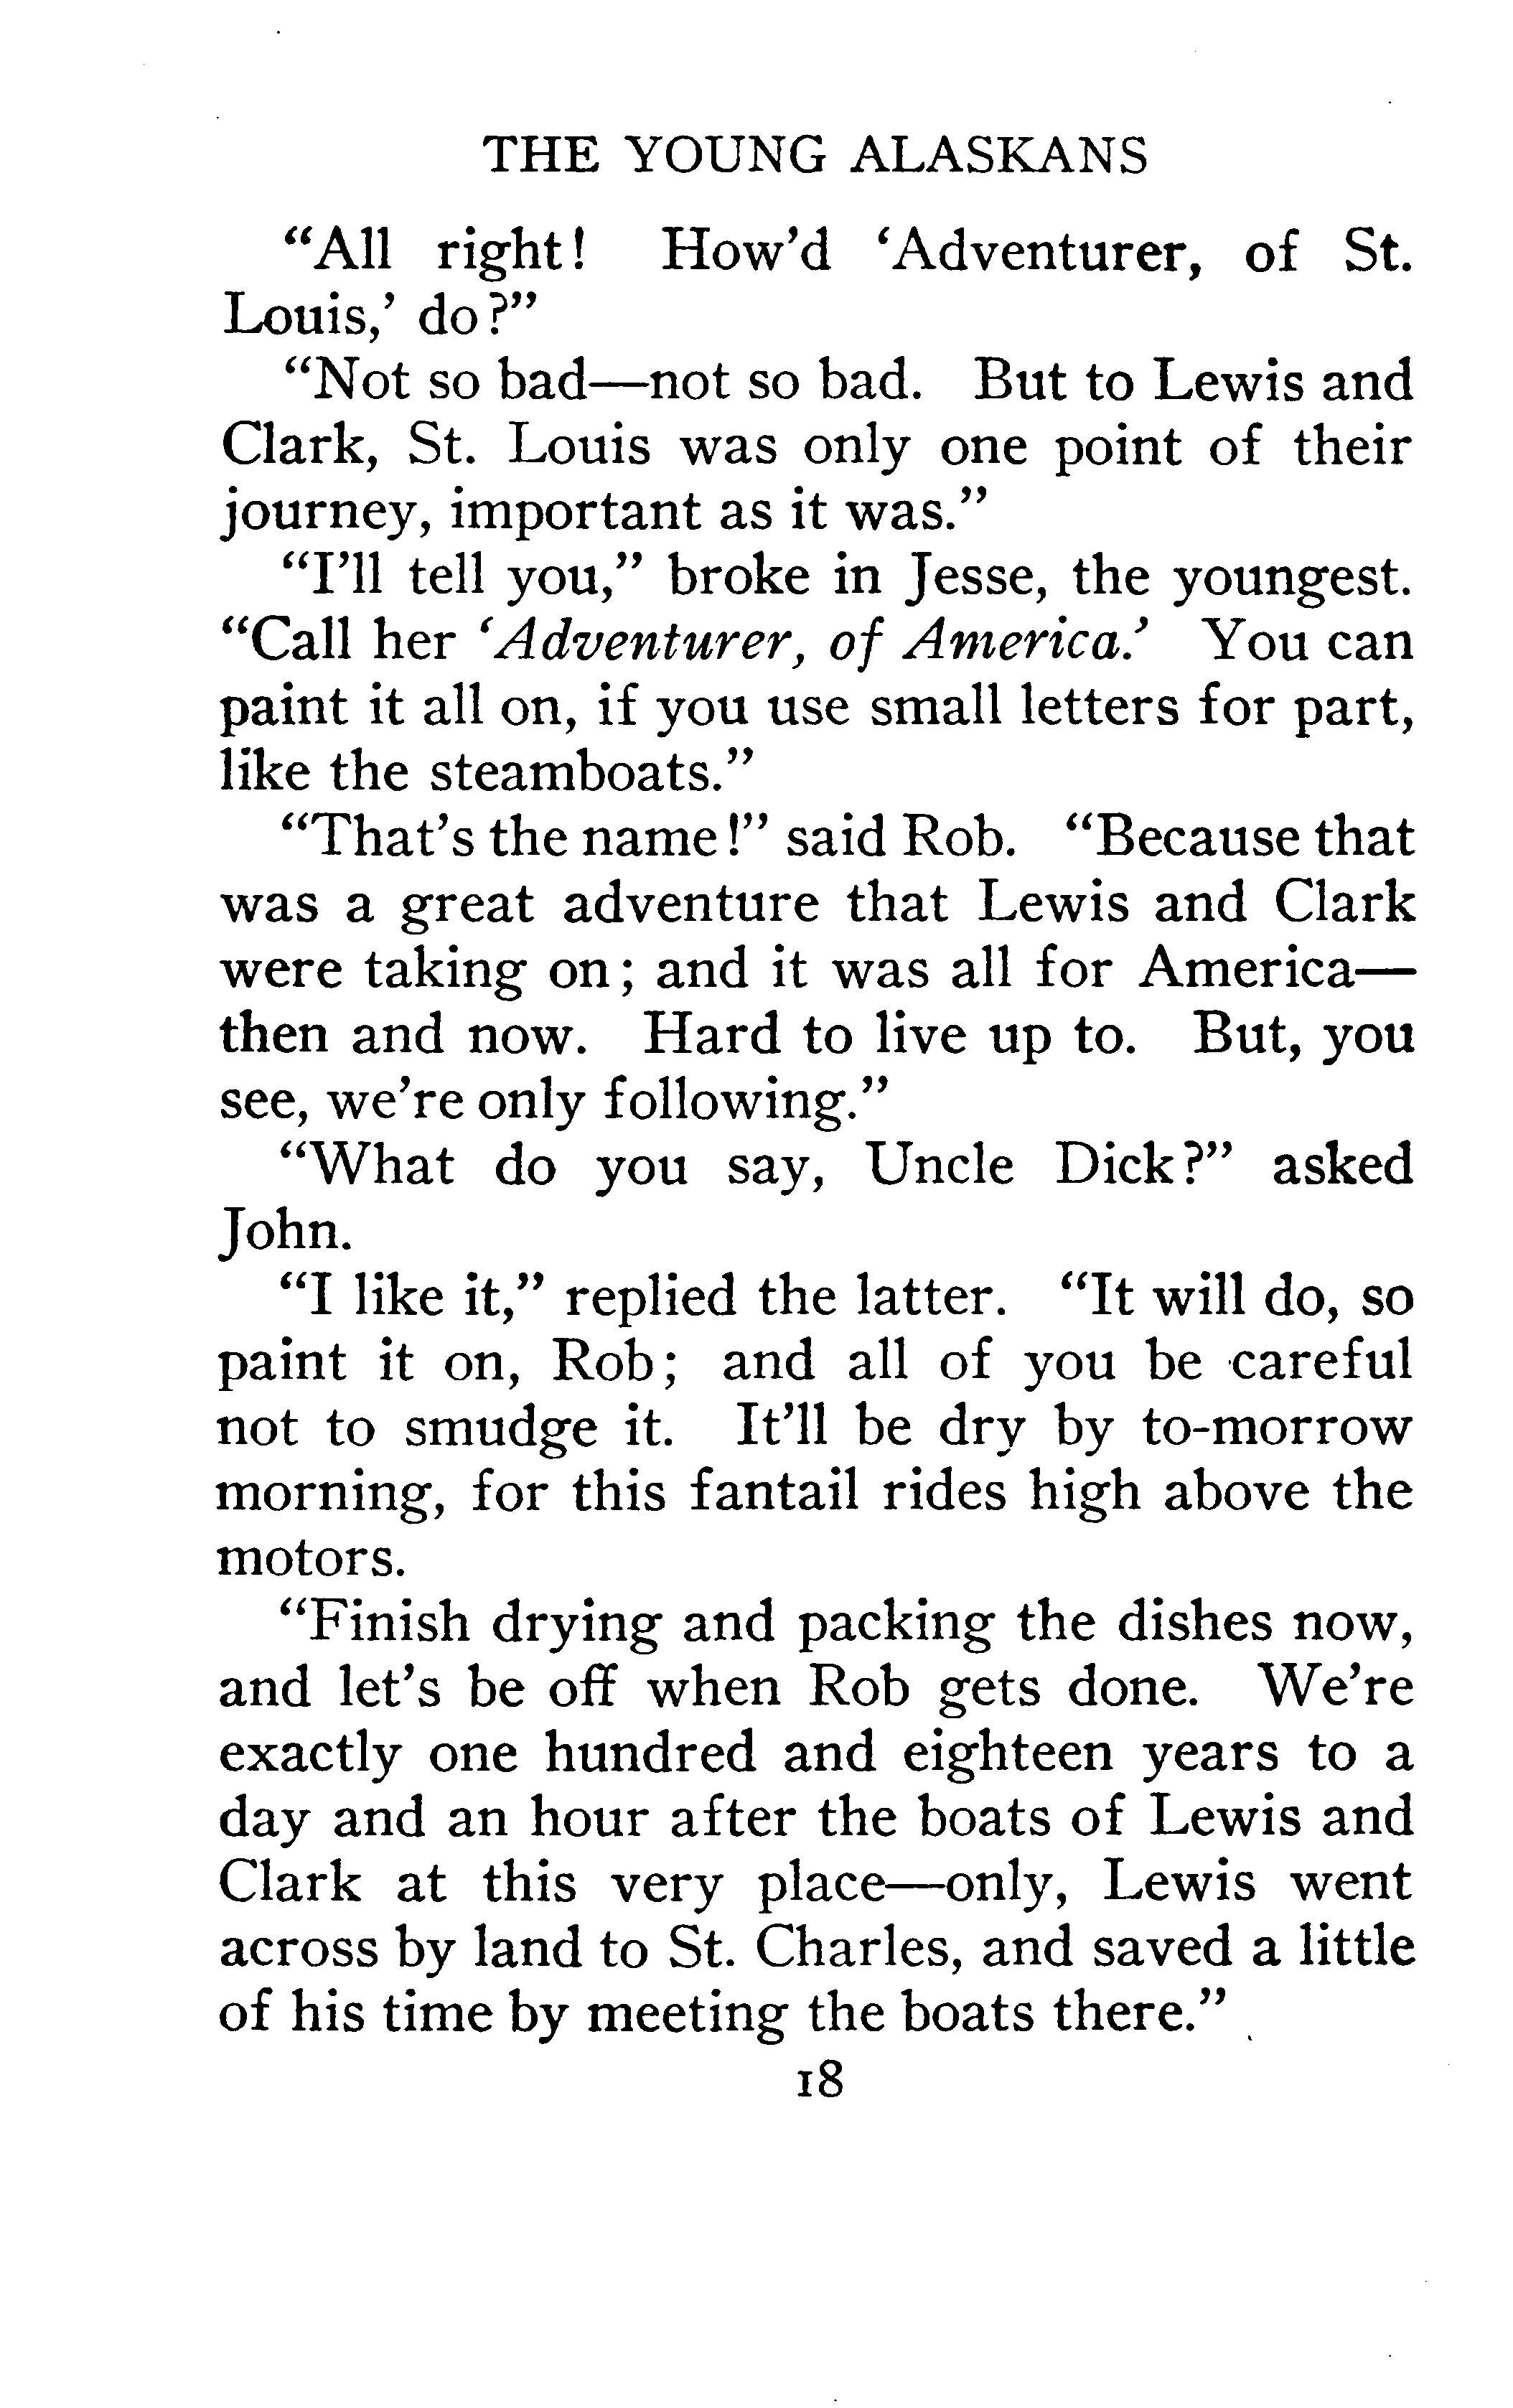 THE YOUNG ALASKANS
“All right! How’d ‘Adventurer, of St.
Louis,’ do?”
“Not so bad—not so bad. But to Lewis and
Clark, St. Louis was only one point of their
journey, important as it was.”
“I’ll tell you,” broke in Jesse, the youngest.
“Call her ‘Adventurer, of America.’ You can
paint it all on, if you use small letters for part,
like the steamboats.”
“That’s the name!” said Rob. “Because that
was a great adventure that Lewis and Clark
were taking on; and it was all for America—
then and now. Hard to live up to. But, you
see, we’re only following.”
“What do you say, Uncle Dick?” asked
John.
“I like it,” replied the latter. “It will do, so
paint it on, Rob; and all of you be careful
not to smudge it. It’ll be dry by to-morrow
morning, for this fantail rides high above the
motors.
“Finish drying and packing the dishes now,
and let’s be off when Rob gets done. We’re
exactly one hundred and eighteen years to a
day and an hour after the boats of Lewis and
Clark at this very place—only, Lewis went
across by land to St. Charles, and saved a little
of his time by meeting the boats there.”
18